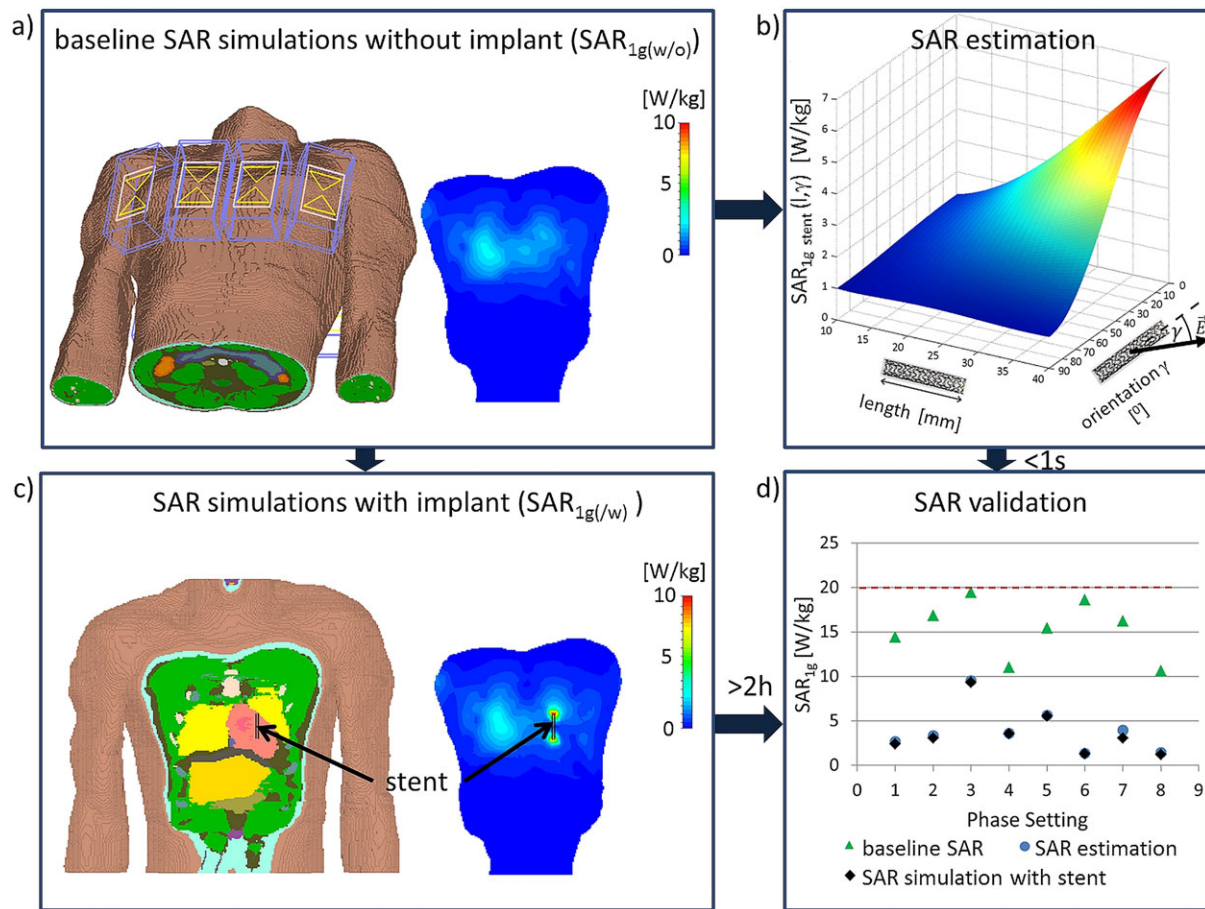 a)
baseline SAR simulations without implant (SAR1g(w/o))
[W/kg]
10
5
0
b)
SAR estimation
SAR1g stent (l,γ) [W/kg]
7
6
5
4
3
2
1
0
10
15
20
25
30
35
40
length [mm]
0
10
20
30
40
50
60
70
80
90
γ
E
orientation γ
[º]
<1s
c)
SAR simulations with implant (SAR1g(/w) )
[W/kg]
10
5
0
stent
>2h
d)
SAR validation
SAR1g [W/kg]
25
20
15
10
5
0
0 1 2 3 4 5 6 7 8 9
Phase Setting
baseline SAR
SAR estimation
SAR simulation with stent